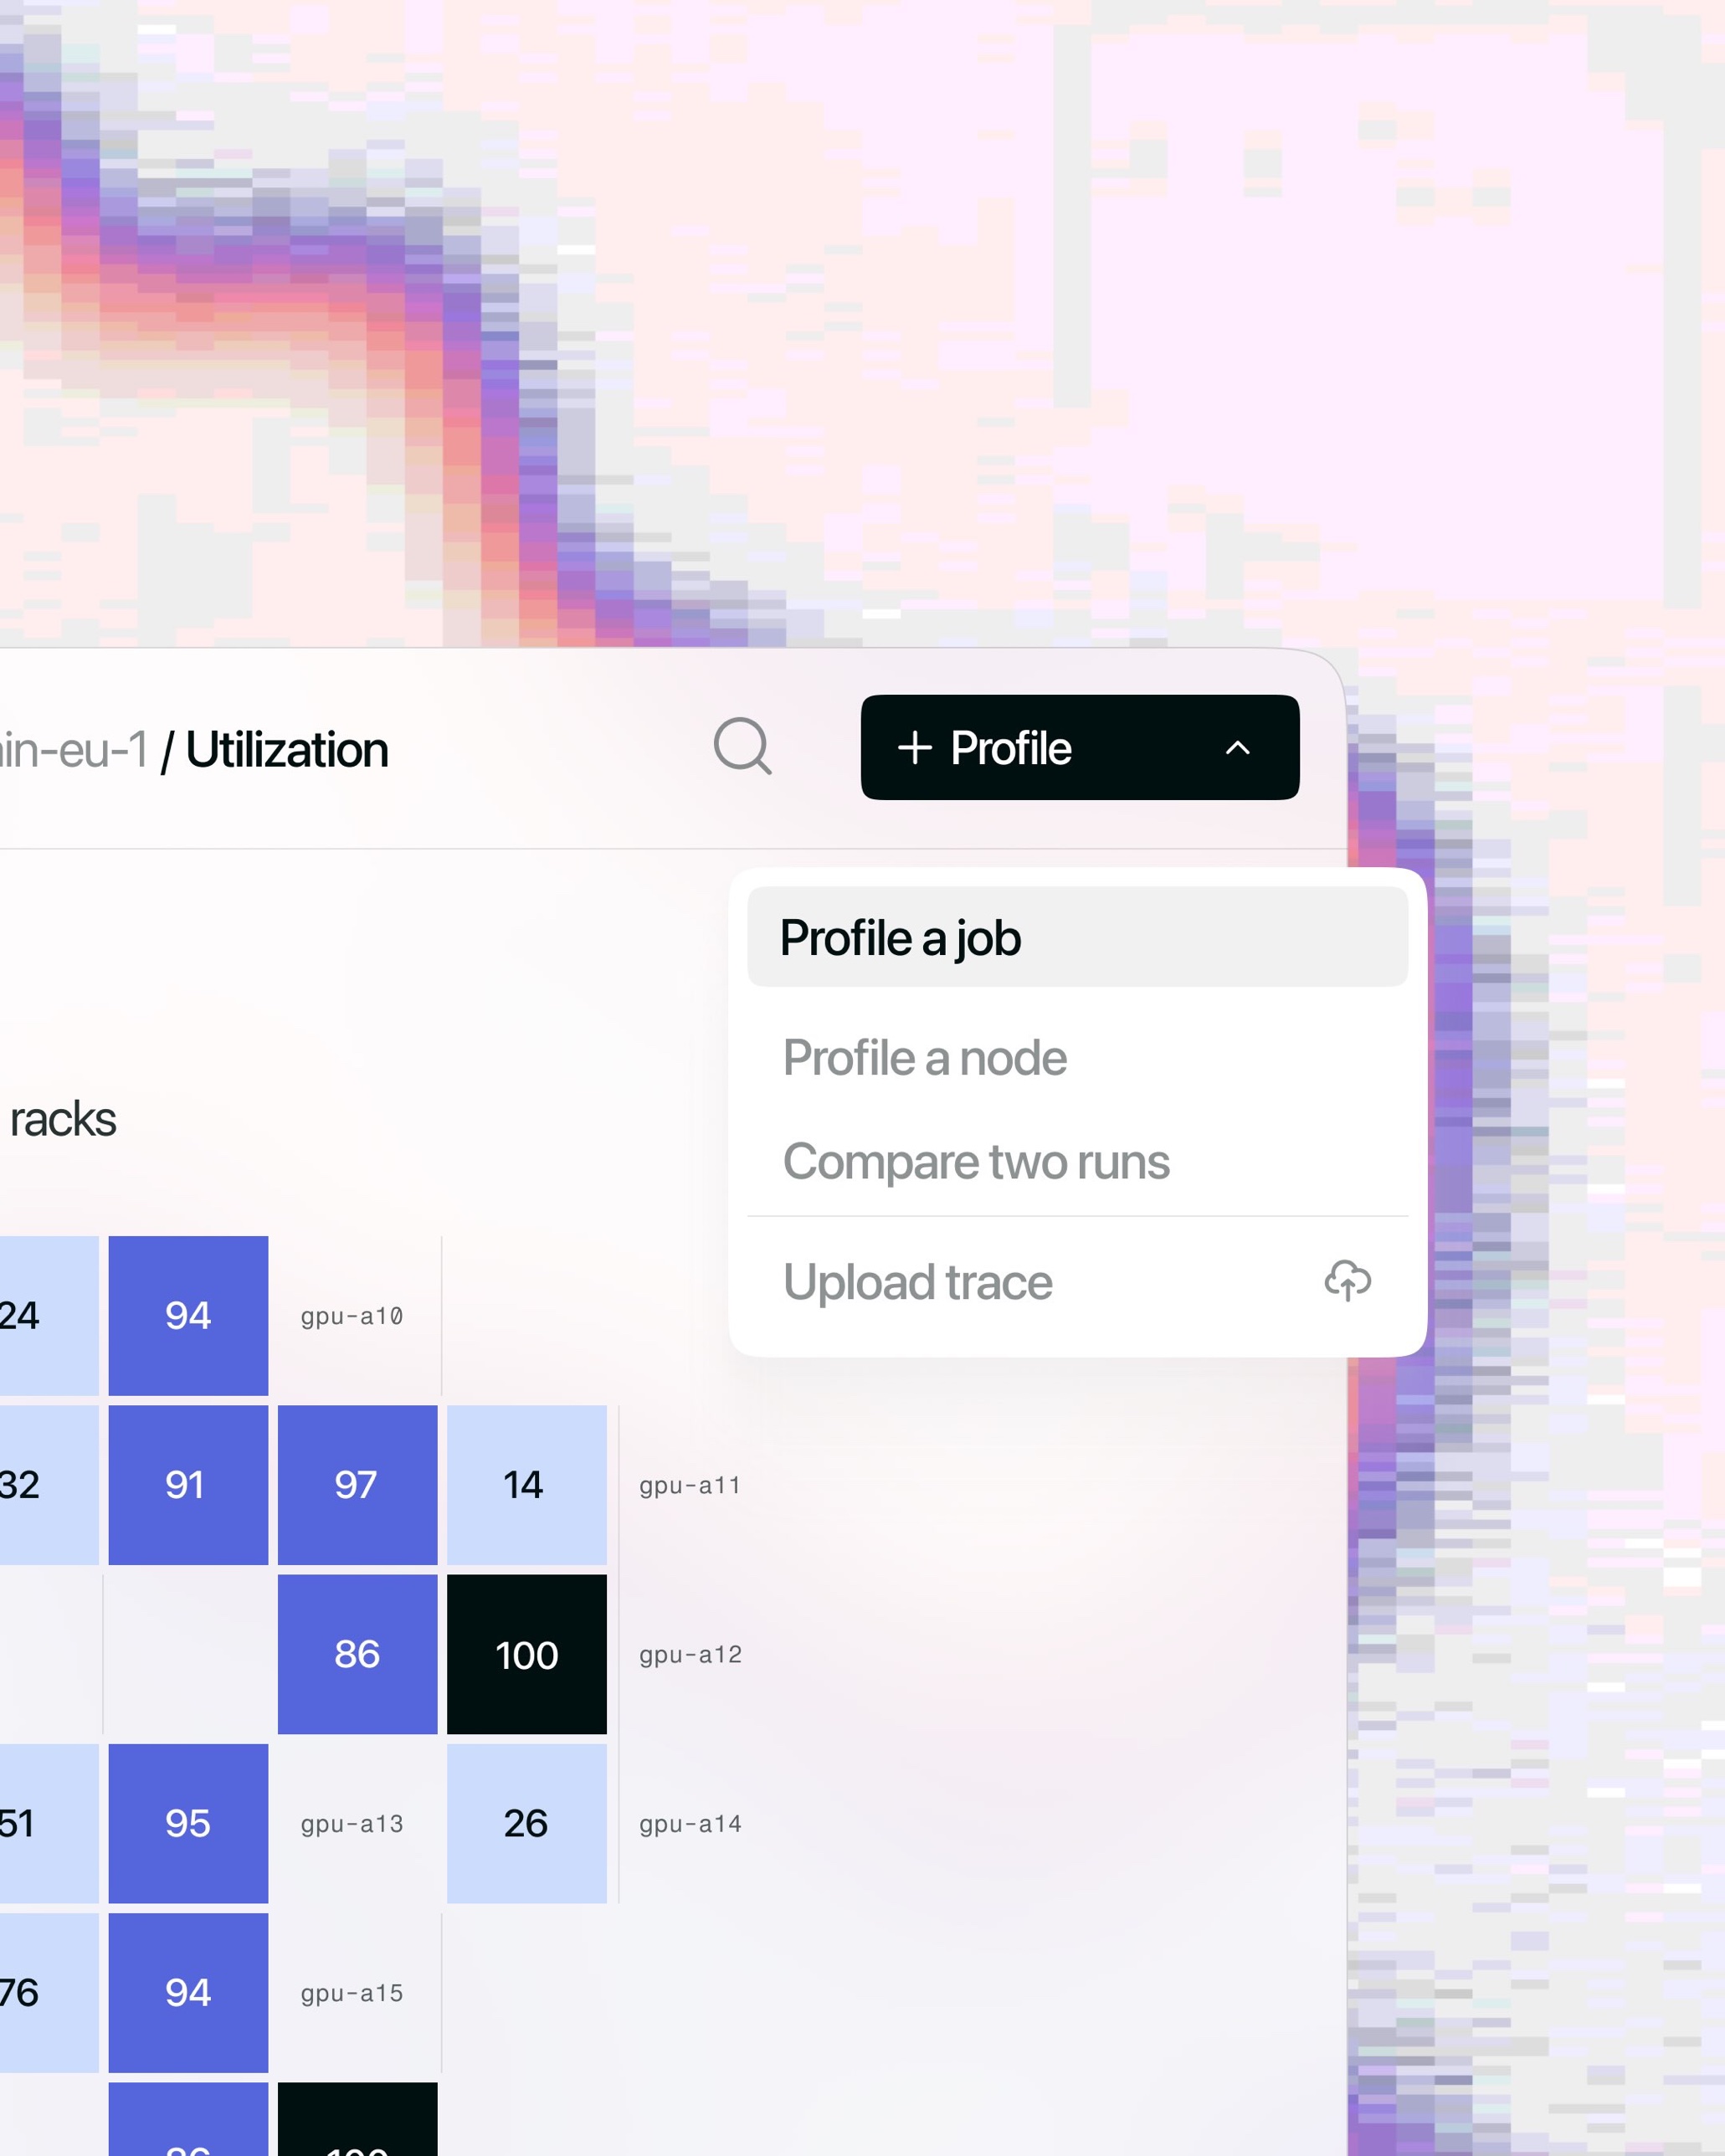 in-eu-1 / Utilization
Profile
Profile a job
Profile a node
Compare two runs
Upload trace
racks
24 94 gpu-a10
32 91 97 14 gpu-a11
86 100 gpu-a12
51 95 gpu-a13 26 gpu-a14
76 94 gpu-a15
86 100